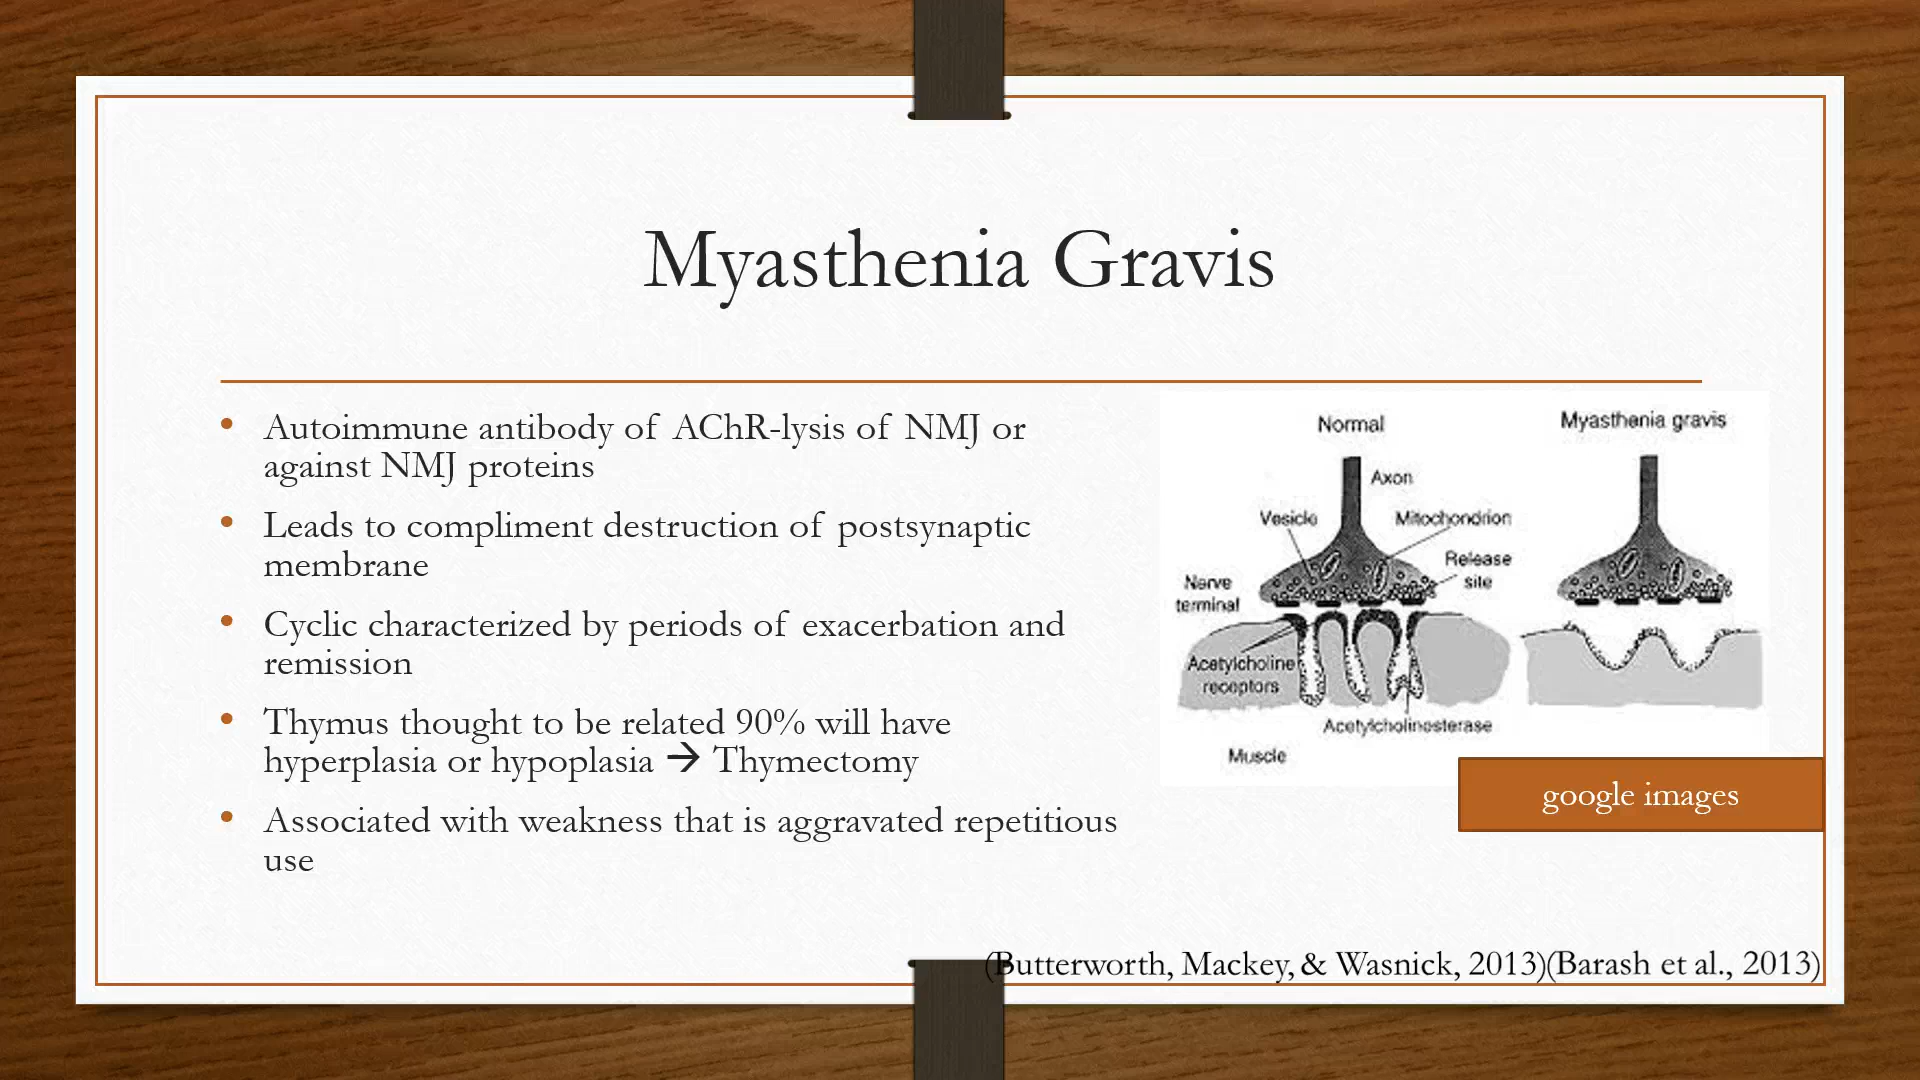 Myasthenia Gravis
• Autoimmune antibody of AChR-lysis of NMJ or
against NMJ proteins
• Leads to compliment destruction of postsynaptic
membrane
• Cyclic characterized by periods of exacerbation and
remission
• Thymus thought to be related 90% will have
hyperplasia or hypoplasia → Thymectomy
• Associated with weakness that is aggravated repetitious
use
Normal
Myasthenia gravis
Axon
Vesicle
Mitochondrion
Release
site
Nerve
terminal
Acetylcholine
receptors
Acetylcholinesterase
Muscle
google images
(Butterworth, Mackey, & Wasnick, 2013)(Barash et al., 2013)